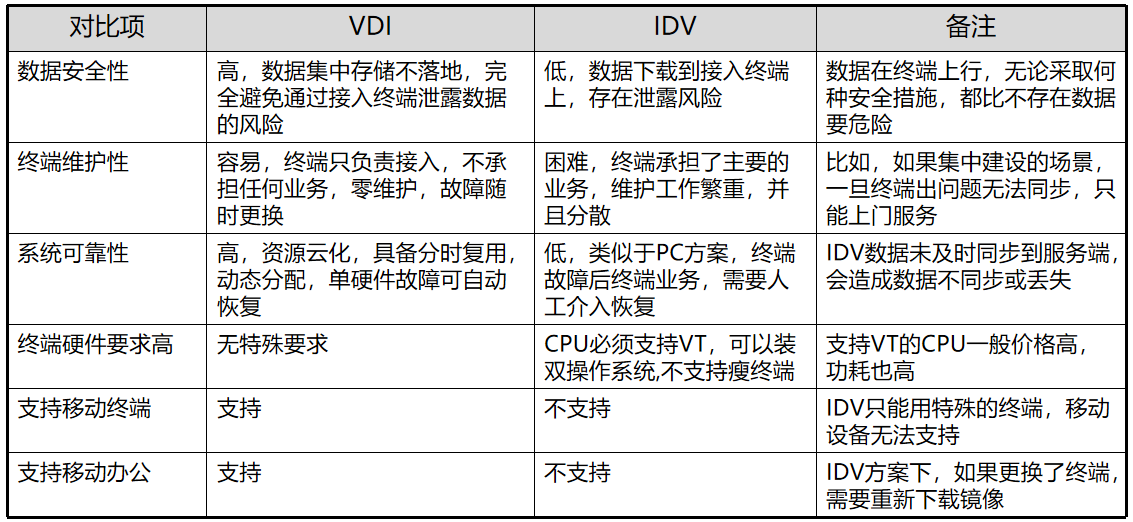 对比项
VDI
IDV
备注
数据安全性
高，数据集中存储不落地，完
全避免通过接入终端泄露数据
的风险
低，数据下载到接入终端
上，存在泄露风险
数据在终端上行，无论采取何
种安全措施，都比不存在数据
要危险
终端维护性
容易，终端只负责接入，不承
担任何业务，零维护，故障随
时更换
困难，终端承担了主要的
业务，维护工作繁重，并
且分散
比如，如果集中建设的场景，
一旦终端出问题无法同步，只
能上门服务
系统可靠性
高，资源云化，具备分时复用，
动态分配，单硬件故障可自动
恢复
低，类似于PC方案，终端
故障后终端业务，需要人
工介入恢复
IDV数据未及时同步到服务端，
会造成数据不同步或丢失
终端硬件要求高
无特殊要求
CPU必须支持VT，可以装
双操作系统,不支持瘦终端
支持VT的CPU一般价格高，
功耗也高
支持移动终端
支持
不支持
IDV只能用特殊的终端，移动
设备无法支持
支持移动办公
支持
不支持
IDV方案下，如果更换了终端，
需要重新下载镜像